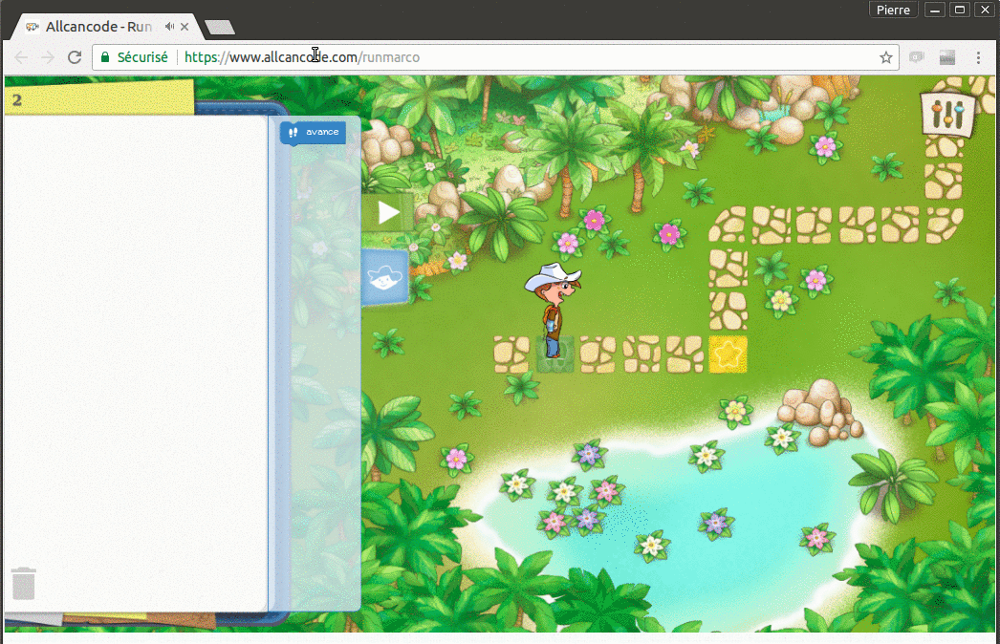 Pierre
Allcancode - Run
Sécurisé
https://www.allcancode.com/runmarco
2
avance